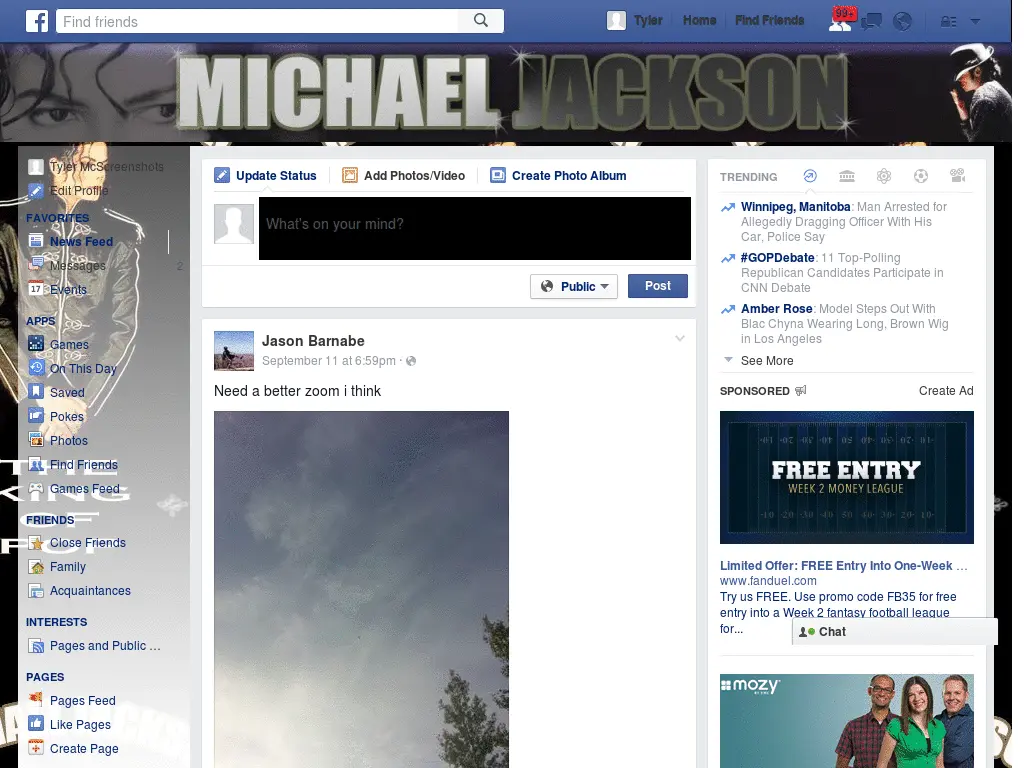 Find friends
Tyler
Home
Find Friends
99+
MICHAEL JACKSON
Tyler McScreenshots
Edit Profile
FAVORITES
News Feed
Messages
2
17
Events
APPS
Games
On This Day
Saved
Pokes
Photos
Find Friends
Games Feed
FRIENDS
Close Friends
Family
Acquaintances
INTERESTS
Pages and Public ...
PAGES
Pages Feed
Like Pages
Create Page
THE
KING
OF
POP
Update Status
Add Photos/Video
Create Photo Album
What's on your mind?
Public
Post
Jason Barnabe
September 11 at 6:59pm ·
Need a better zoom i think
TRENDING
Winnipeg, Manitoba: Man Arrested for
Allegedly Dragging Officer With His
Car, Police Say
#GOPDebate: 11 Top-Polling
Republican Candidates Participate in
CNN Debate
Amber Rose: Model Steps Out With
Blac Chyna Wearing Long, Brown Wig
in Los Angeles
See More
SPONSORED
Create Ad
FREE ENTRY
WEEK 2 MONEY LEAGUE
Limited Offer: FREE Entry Into One-Week ...
www.fanduel.com
Try us FREE. Use promo code FB35 for free
entry into a Week 2 fantasy football league
for...
Chat
mozy